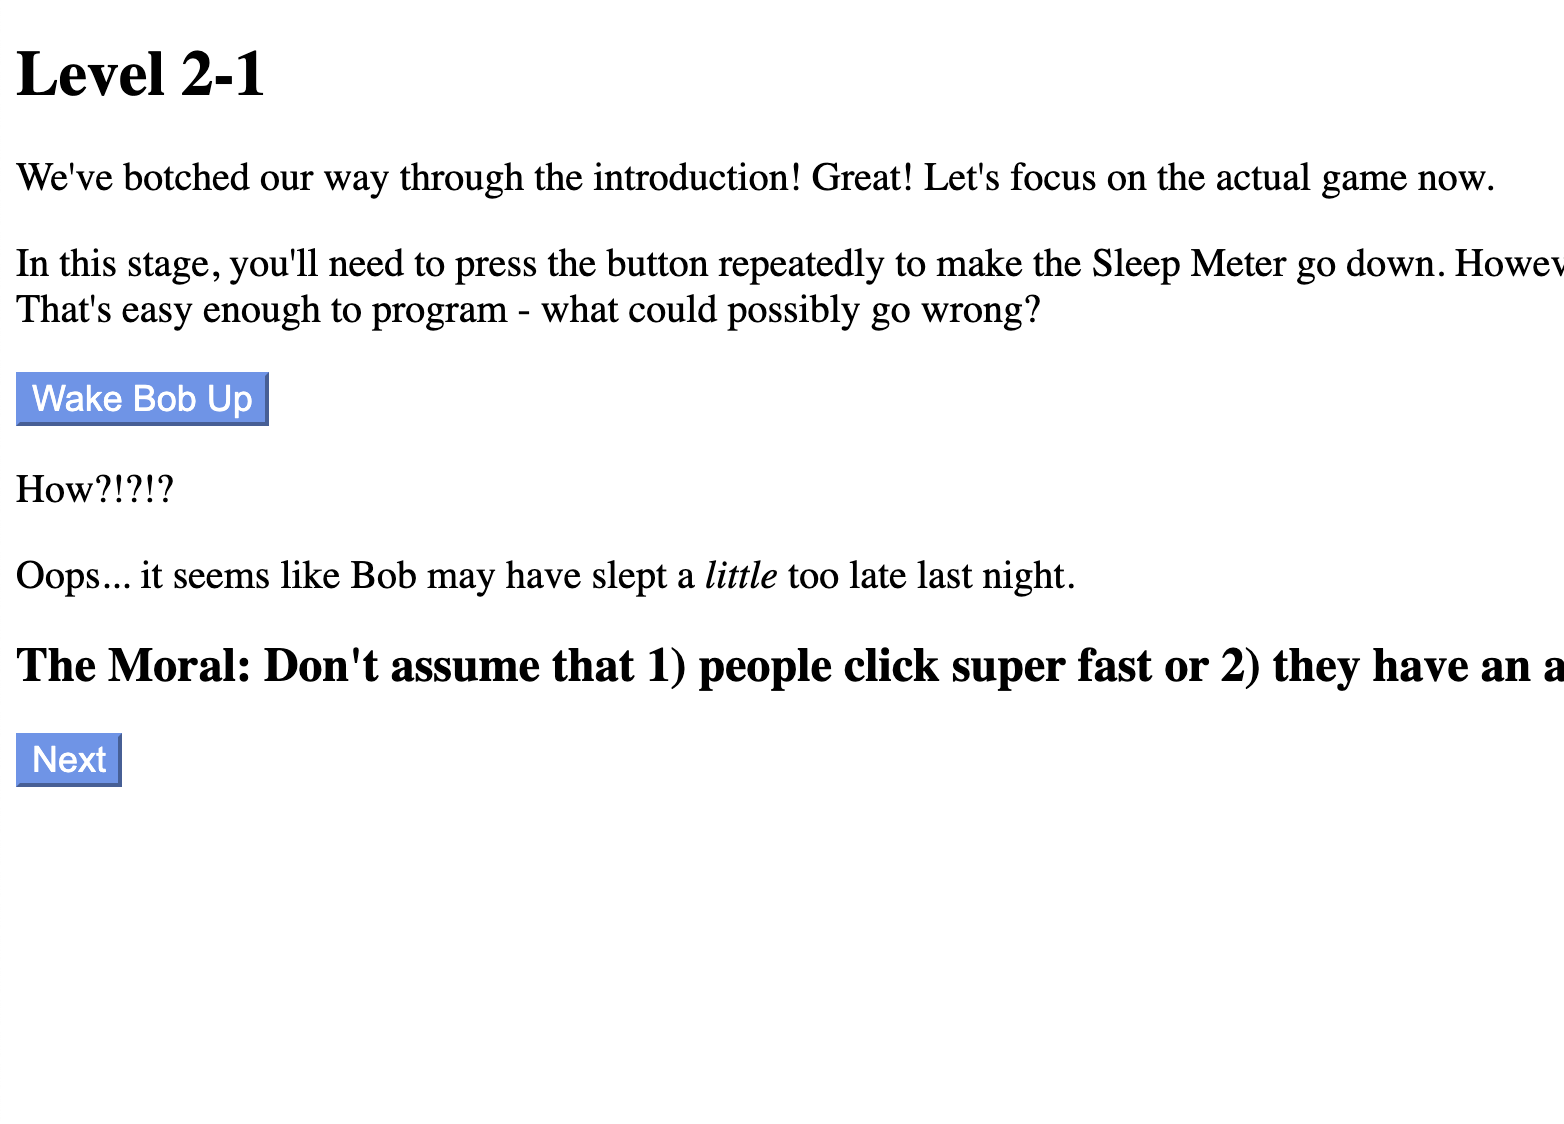 Level 2-1
We've botched our way through the introduction! Great! Let's focus on the actual game now.
In this stage, you'll need to press the button repeatedly to make the Sleep Meter go down.
That's easy enough to program - what could possibly go wrong?
Wake Bob Up
How?!?!?
Oops... it seems like Bob may have slept a little too late last night.
The Moral: Don't assume that 1) people click super fast or 2) they have an
Next